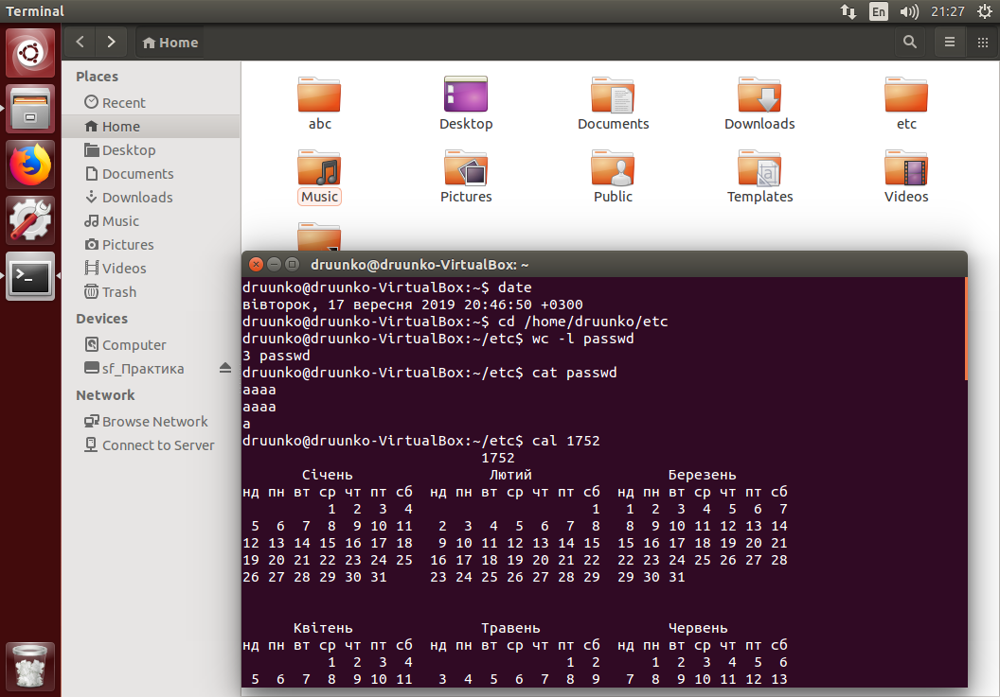 Terminal En 21:27
Home
Places
Recent
Home
Desktop
Documents
Downloads
Music
Pictures
Videos
Trash
Devices
Computer
sf_Практика
Network
Browse Network
Connect to Server
abc Desktop Documents Downloads etc
Music Pictures Public Templates Videos
druunko@druunko-VirtualBox: ~
druunko@druunko-VirtualBox:~$ date
вівторок, 17 вересня 2019 20:46:50 +0300
druunko@druunko-VirtualBox:~$ cd /home/druunko/etc
druunko@druunko-VirtualBox:~/etc$ wc -l passwd
3 passwd
druunko@druunko-VirtualBox:~/etc$ cat passwd
aaaa
aaaa
a
druunko@druunko-VirtualBox:~/etc$ cal 1752
1752
Січень Лютий Березень
нд пн вт ср чт пт сб нд пн вт ср чт пт сб нд пн вт ср чт пт сб
1 2 3 4 1 1 2 3 4 5 6 7
5 6 7 8 9 10 11 2 3 4 5 6 7 8 8 9 10 11 12 13 14
12 13 14 15 16 17 18 9 10 11 12 13 14 15 15 16 17 18 19 20 21
19 20 21 22 23 24 25 16 17 18 19 20 21 22 22 23 24 25 26 27 28
26 27 28 29 30 31 23 24 25 26 27 28 29 29 30 31
Квітень Травень Червень
нд пн вт ср чт пт сб нд пн вт ср чт пт сб нд пн вт ср чт пт сб
1 2 3 4 1 2 1 2 3 4 5 6
5 6 7 8 9 10 11 3 4 5 6 7 8 9 7 8 9 10 11 12 13